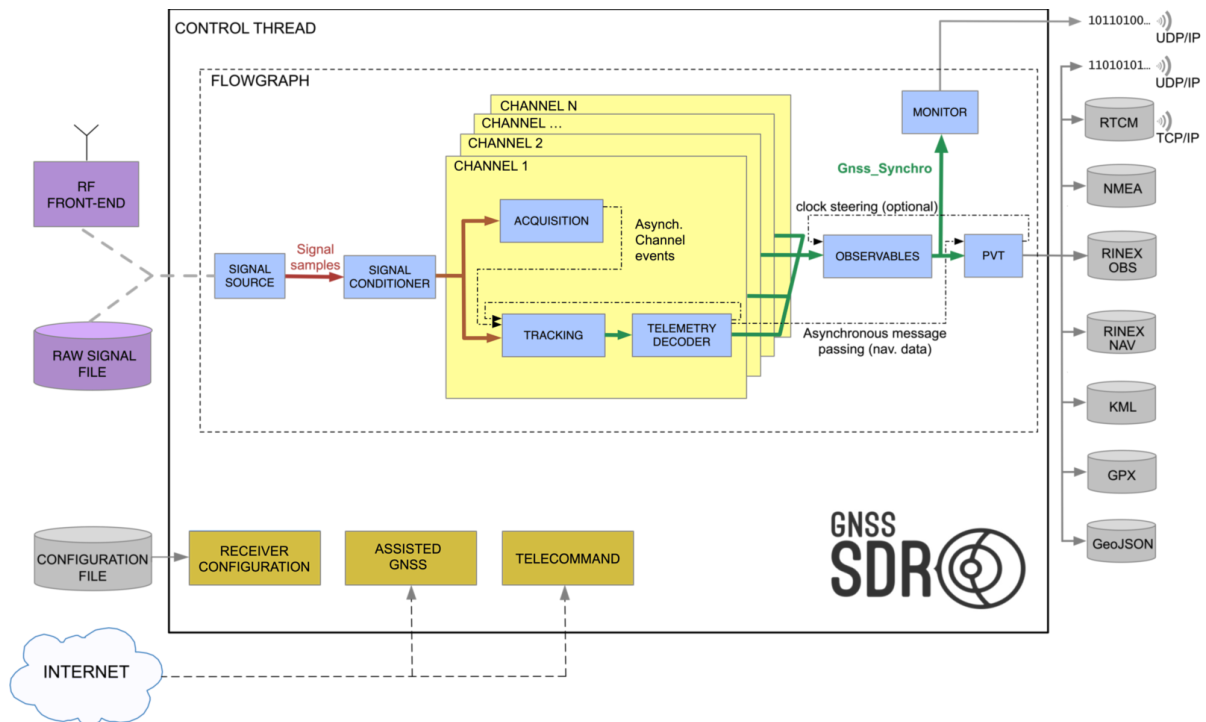 CONTROL THREAD
10110100...
UDP/IP
FLOWGRAPH
11010101...
UDP/IP
CHANNEL N
CHANNEL ...
CHANNEL 2
CHANNEL 1
MONITOR
RTCM
TCP/IP
RF
FRONT-END
Gnss_Synchro
NMEA
ACQUISITION
Asynch.
Channel
events
clock steering (optional)
Signal
samples
SIGNAL
SOURCE
SIGNAL
CONDITIONER
OBSERVABLES
PVT
RINEX
OBS
RAW SIGNAL
FILE
TRACKING
TELEMETRY
DECODER
Asynchronous message
passing (nav. data)
RINEX
NAV
KML
GPX
CONFIGURATION
FILE
RECEIVER
CONFIGURATION
ASSISTED
GNSS
TELECOMMAND
GNSS
SDR
GeoJSON
INTERNET